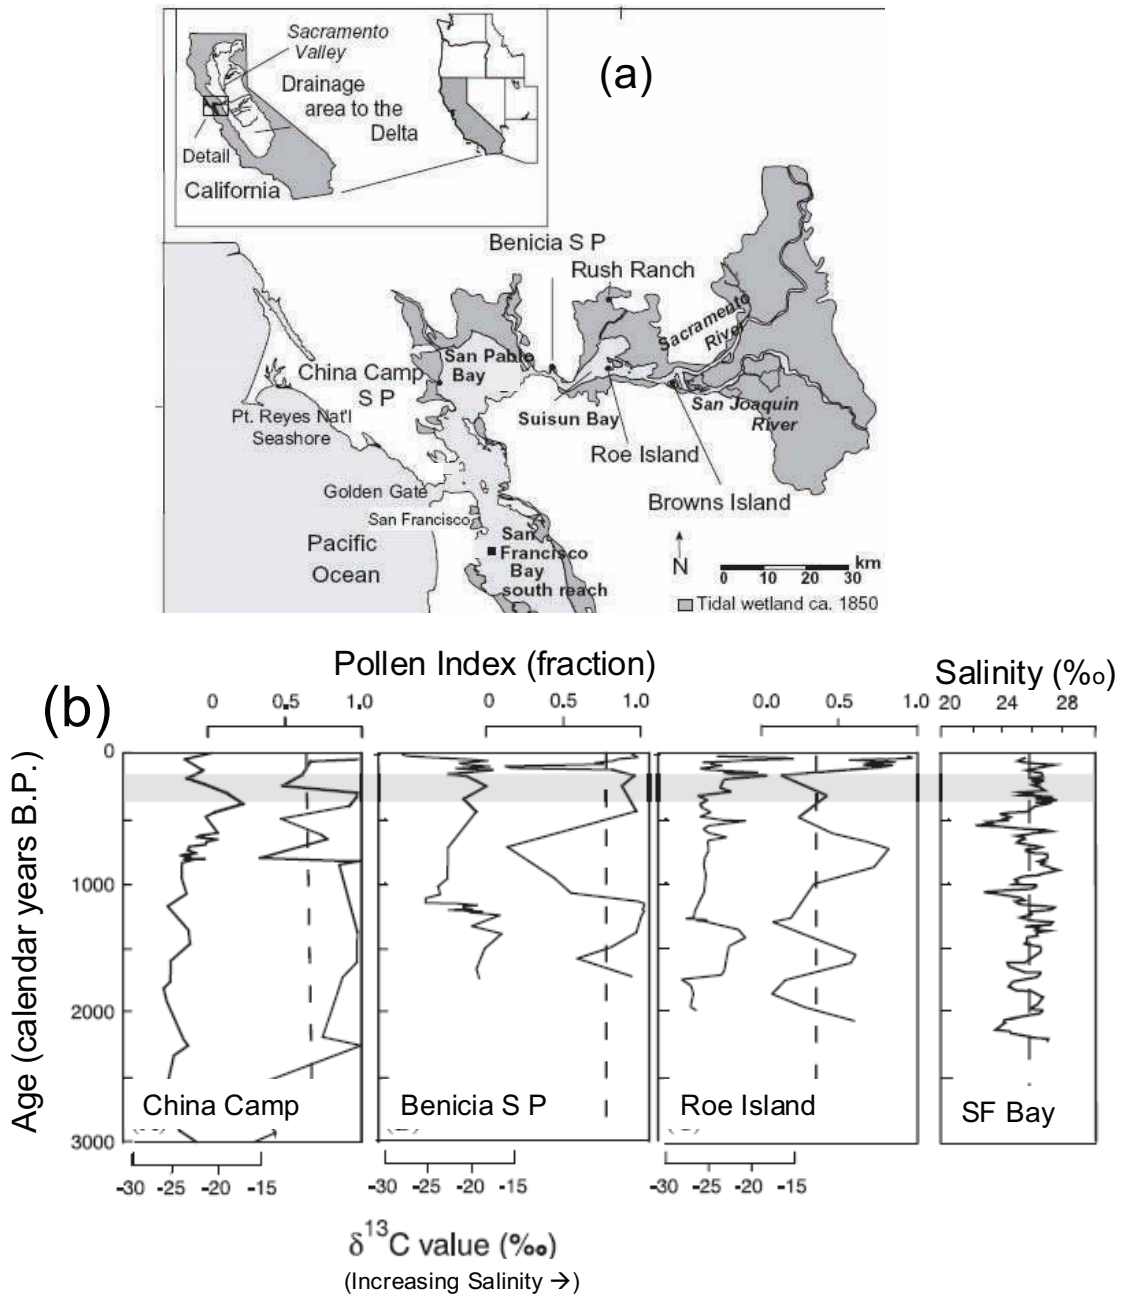 Sacramento
Valley
(a)
Drainage
area to the
Delta
Detail
California
Benicia S P
Rush Ranch
Sacramento
River
San Pablo
Bay
China Camp
S P
San Joaquin
River
Suisun Bay
Pt. Reyes Nat'l
Seashore
Roe Island
Browns Island
Golden Gate
San Francisco
San
Francisco
Bay
south reach
Pacific
Ocean
N
km
0 10 20 30
Tidal wetland ca. 1850
(b)
Pollen Index (fraction)
Salinity (‰)
0 0.5 1.0
0 0.5 1.0
0.0 0.5 1.0
20 24 28
Age (calendar years B.P.)
0
1000
2000
3000
China Camp
Benicia S P
Roe Island
SF Bay
-30 -25 -20 -15
-30 -25 -20 -15
-30 -25 -20 -15
δ¹³C value (‰)
(Increasing Salinity →)